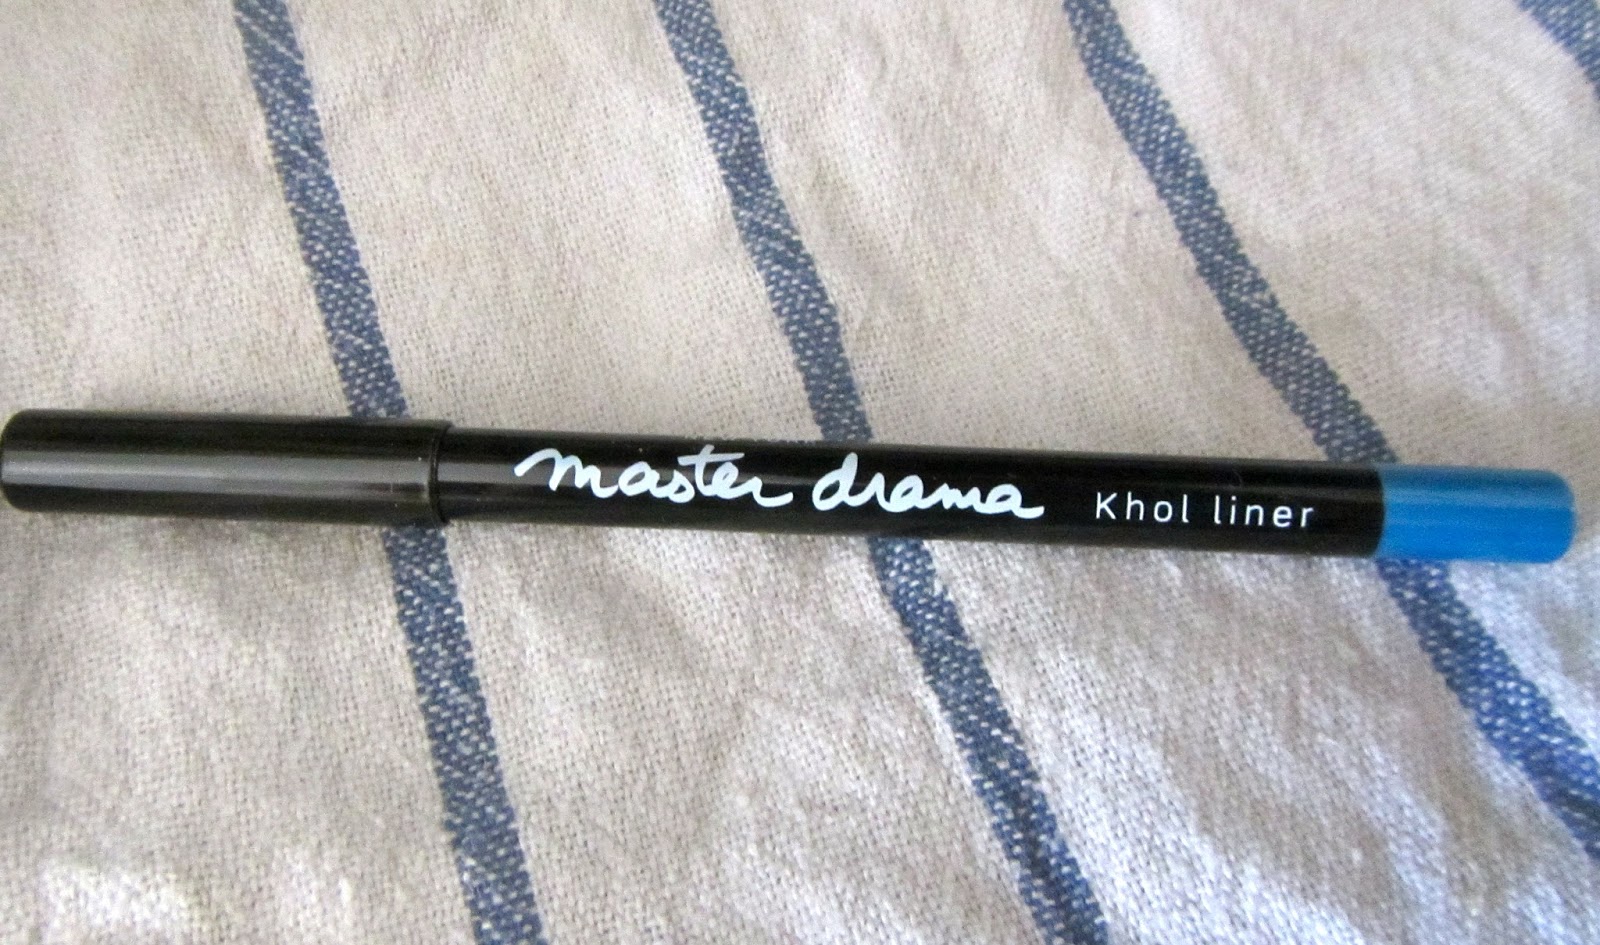 master drama Khol liner